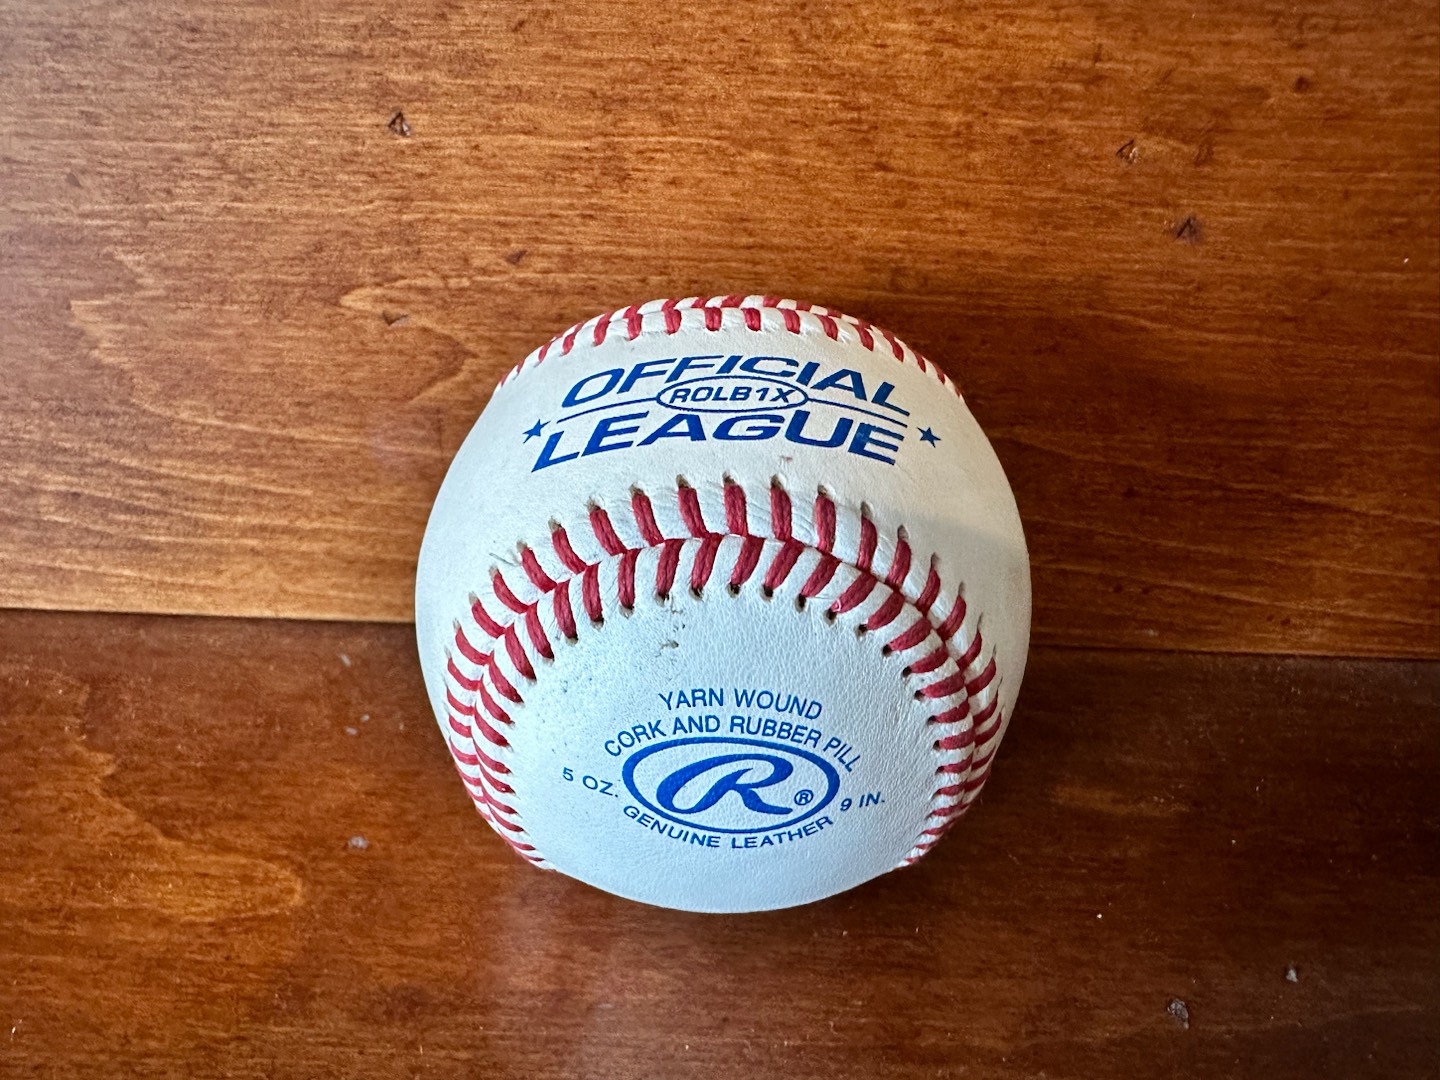 OFFICIAL
ROLB1X
LEAGUE
YARN WOUND
CORK AND RUBBER PILL
5 OZ. R® 9 IN.
GENUINE LEATHER